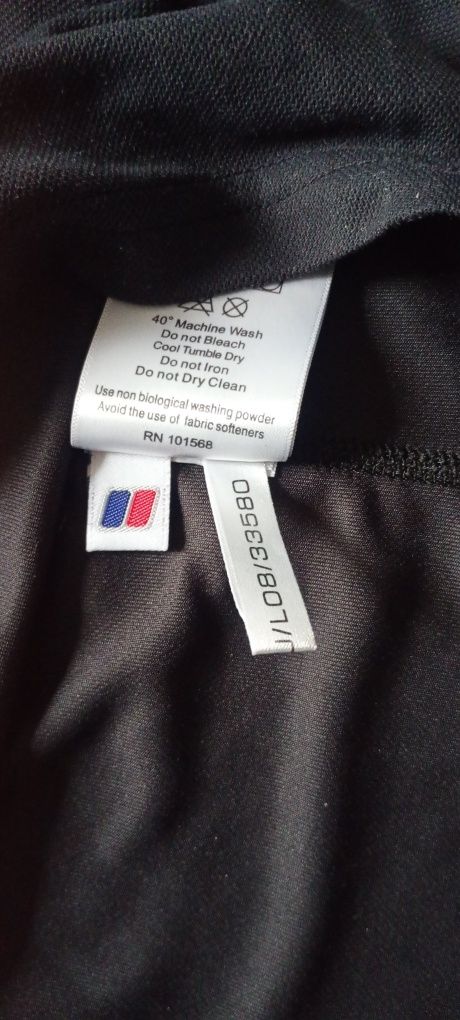 40° Machine Wash
Do not Bleach
Cool Tumble Dry
Do not Iron
Do not Dry Clean
Use non biological washing powder
Avoid the use of fabric softeners
RN 101568
/L08/33580